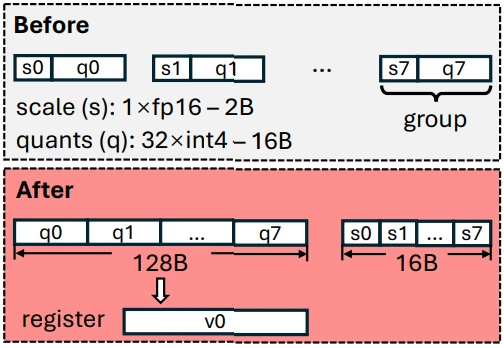 Before
s0 q0 s1 q1 ... s7 q7
scale (s): 1×fp16 – 2B
quants (q): 32×int4 – 16B
group
After
q0 q1 ... q7 s0 s1 ... s7
128B 16B
register v0